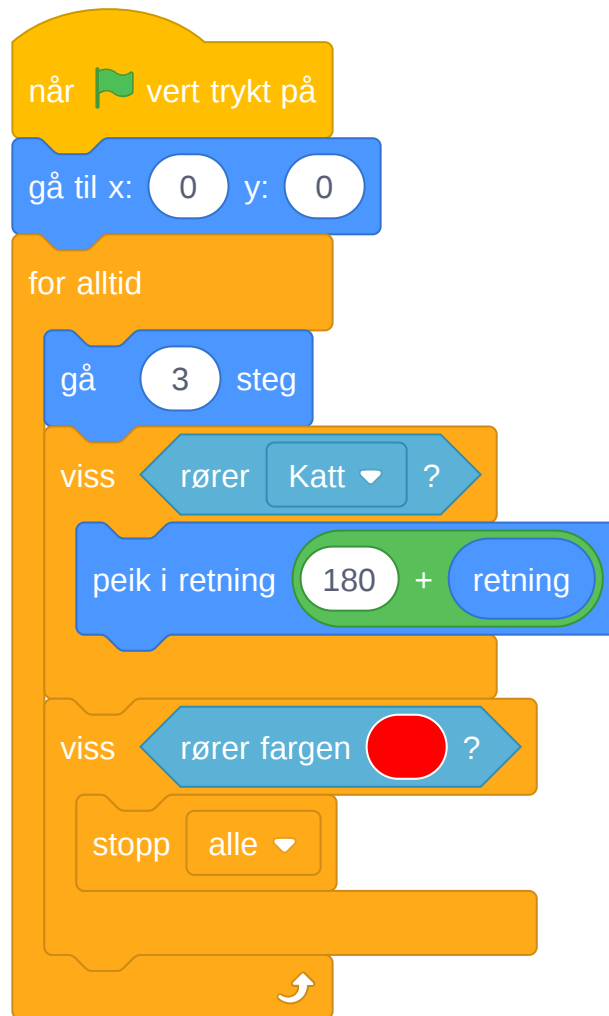 når vert trykt på
gå til x: 0 y: 0
for alltid
gå 3 steg
viss rører Katt ?
peik i retning 180 + retning
viss rører fargen ?
stopp alle